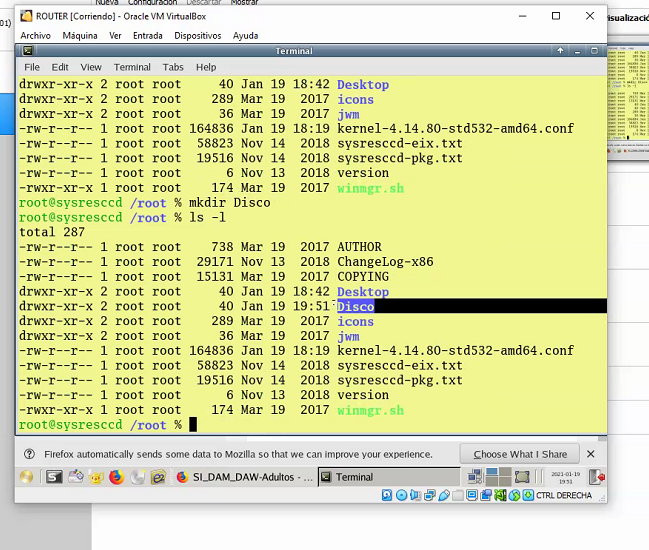 Nueva Configuración Descartar Mostrar
ROUTER [Corriendo] - Oracle VM VirtualBox
Archivo Máquina Ver Entrada Dispositivos Ayuda
Terminal
File Edit View Terminal Tabs Help
drwxr-xr-x 2 root root 40 Jan 19 18:42 Desktop
drwxr-xr-x 2 root root 289 Mar 19 2017 icons
drwxr-xr-x 2 root root 36 Mar 19 2017 jwm
-rw-r--r-- 1 root root 164836 Jan 19 18:19 kernel-4.14.80-std532-amd64.conf
-rw-r--r-- 1 root root 58823 Nov 14 2018 sysresccd-eix.txt
-rw-r--r-- 1 root root 19516 Nov 14 2018 sysresccd-pkg.txt
-rw-r--r-- 1 root root 6 Nov 13 2018 version
-rwxr-xr-x 1 root root 174 Mar 19 2017 winmgr.sh
root@sysresccd /root % mkdir Disco
root@sysresccd /root % ls -l
total 287
-rw-r--r-- 1 root root 738 Mar 19 2017 AUTHOR
-rw-r--r-- 1 root root 29171 Nov 13 2018 ChangeLog-x86
-rw-r--r-- 1 root root 15131 Mar 19 2017 COPYING
drwxr-xr-x 2 root root 40 Jan 19 18:42 Desktop
drwxr-xr-x 2 root root 40 Jan 19 19:51 Disco
drwxr-xr-x 2 root root 289 Mar 19 2017 icons
drwxr-xr-x 2 root root 36 Mar 19 2017 jwm
-rw-r--r-- 1 root root 164836 Jan 19 18:19 kernel-4.14.80-std532-amd64.conf
-rw-r--r-- 1 root root 58823 Nov 14 2018 sysresccd-eix.txt
-rw-r--r-- 1 root root 19516 Nov 14 2018 sysresccd-pkg.txt
-rw-r--r-- 1 root root 6 Nov 13 2018 version
-rwxr-xr-x 1 root root 174 Mar 19 2017 winmgr.sh
root@sysresccd /root %
Firefox automatically sends some data to Mozilla so that we can improve your experience. Choose What I Share
SI_DAM_DAW-Adultos - ... Terminal
2021-01-19
19:51
CTRL DERECHA